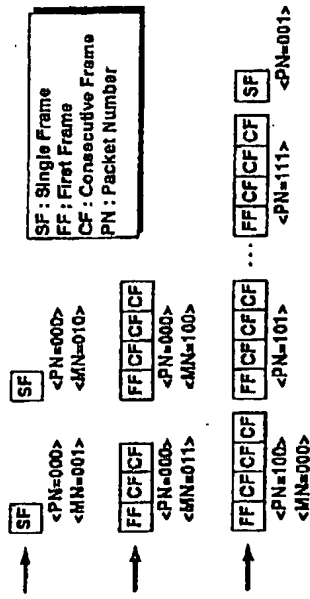 SF SF
<PN=000> <PN=000>
<MN=001> <MN=010>
SF : Single Frame
FF : First Frame
CF : Consecutive Frame
PN : Packet Number
FF CF CF FF CF CF CF
<PN=000> <PN=000>
<MN=011> <MN=100>
FF CF CF CF FF CF CF CF ... FF CF CF CF SF
<PN=100> <PN=101> <PN=111> <PN=001>
<MN=000>